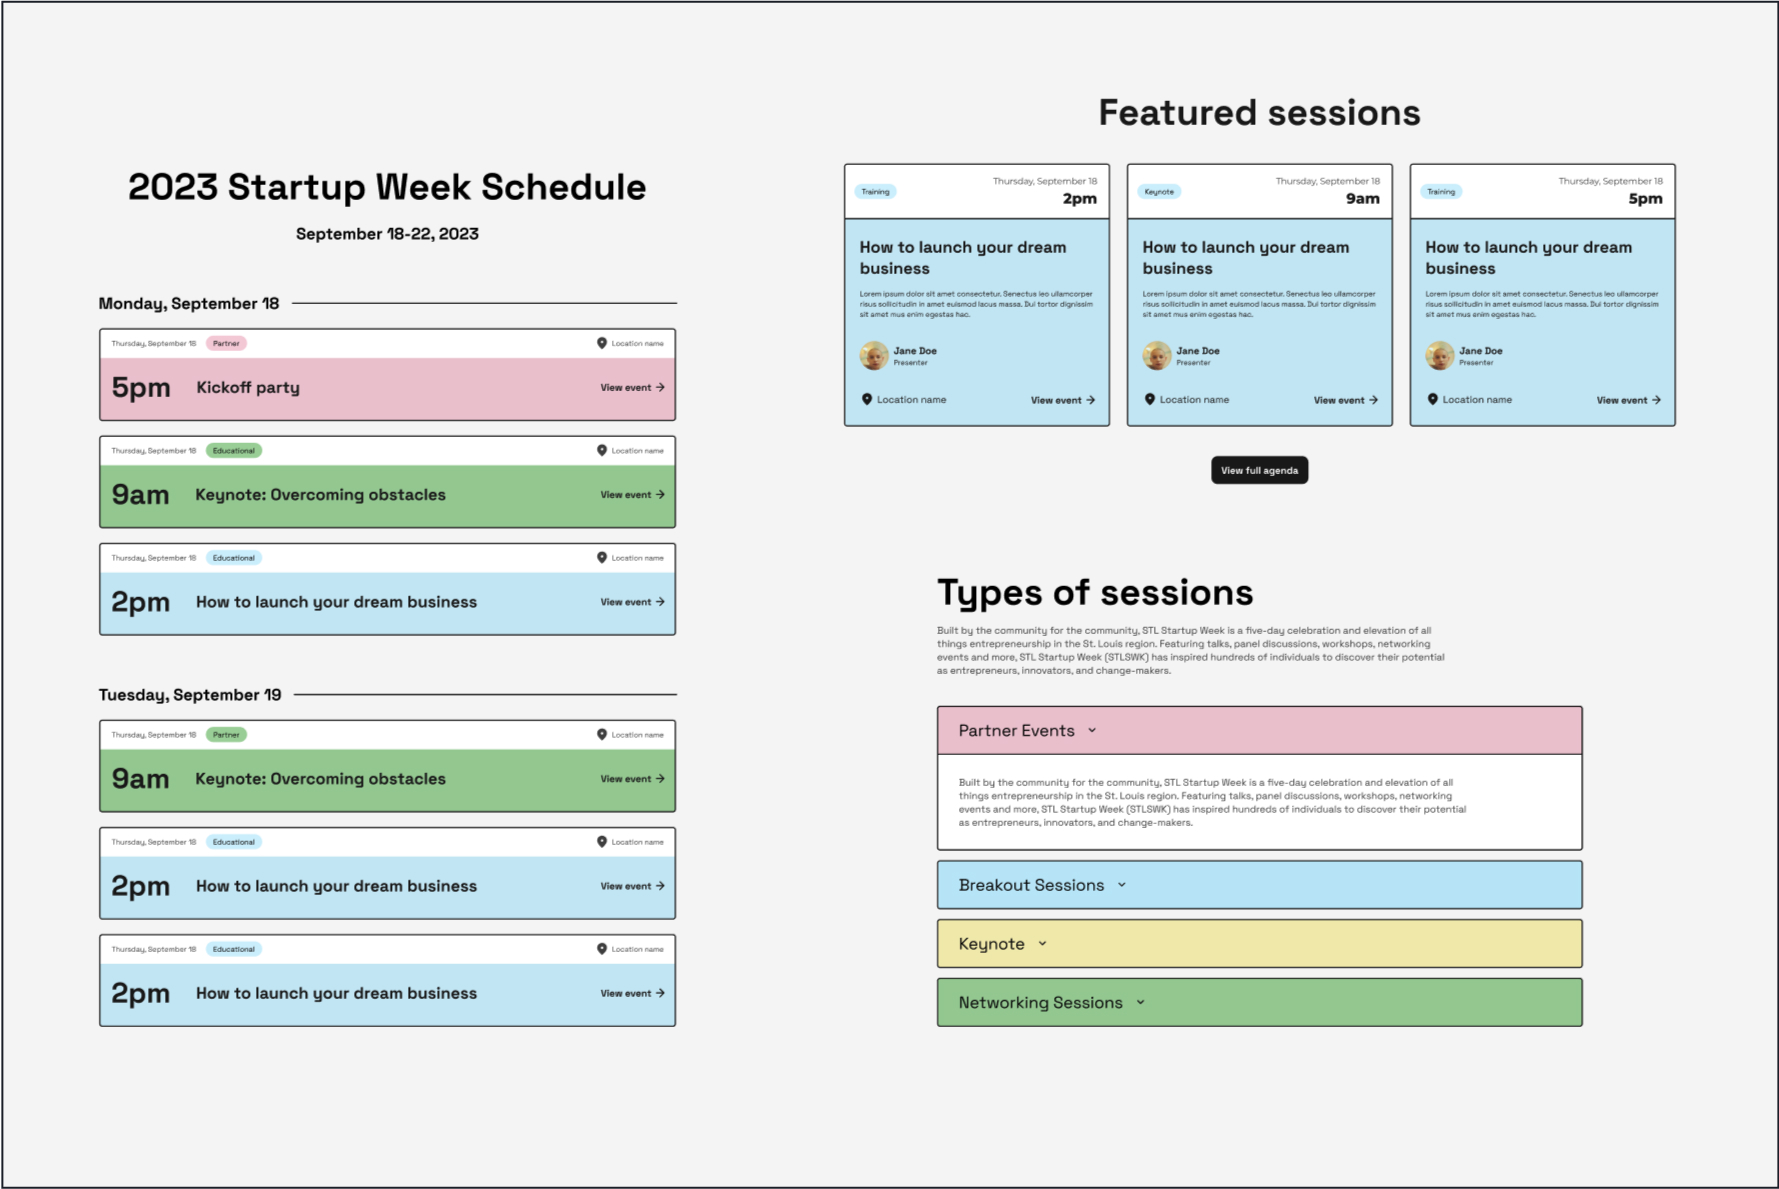 2023 Startup Week Schedule
September 18-22, 2023
Monday, September 18
Thursday, September 18 Partner Location name
5pm Kickoff party View event →
Thursday, September 18 Educational Location name
9am Keynote: Overcoming obstacles View event →
Thursday, September 18 Educational Location name
2pm How to launch your dream business View event →
Tuesday, September 19
Thursday, September 18 Partner Location name
9am Keynote: Overcoming obstacles View event →
Thursday, September 18 Educational Location name
2pm How to launch your dream business View event →
Thursday, September 18 Educational Location name
2pm How to launch your dream business View event →
Featured sessions
Training
Thursday, September 18
2pm
How to launch your dream
business
Lorem ipsum dolor sit amet consectetur. Senectus leo ullamcorper
risus sollicitudin in amet euismod lacus massa. Dui tortor dignissim
sit amet mus enim egestas hac.
Jane Doe
Presenter
Location name View event →
Keynote
Thursday, September 18
9am
How to launch your dream
business
Lorem ipsum dolor sit amet consectetur. Senectus leo ullamcorper
risus sollicitudin in amet euismod lacus massa. Dui tortor dignissim
sit amet mus enim egestas hac.
Jane Doe
Presenter
Location name View event →
Training
Thursday, September 18
5pm
How to launch your dream
business
Lorem ipsum dolor sit amet consectetur. Senectus leo ullamcorper
risus sollicitudin in amet euismod lacus massa. Dui tortor dignissim
sit amet mus enim egestas hac.
Jane Doe
Presenter
Location name View event →
View full agenda
Types of sessions
Built by the community for the community, STL Startup Week is a five-day celebration and elevation of all
things entrepreneurship in the St. Louis region. Featuring talks, panel discussions, workshops, networking
events and more, STL Startup Week (STLSWK) has inspired hundreds of individuals to discover their potential
as entrepreneurs, innovators, and change-makers.
Partner Events
Built by the community for the community, STL Startup Week is a five-day celebration and elevation of all
things entrepreneurship in the St. Louis region. Featuring talks, panel discussions, workshops, networking
events and more, STL Startup Week (STLSWK) has inspired hundreds of individuals to discover their potential
as entrepreneurs, innovators, and change-makers.
Breakout Sessions
Keynote
Networking Sessions